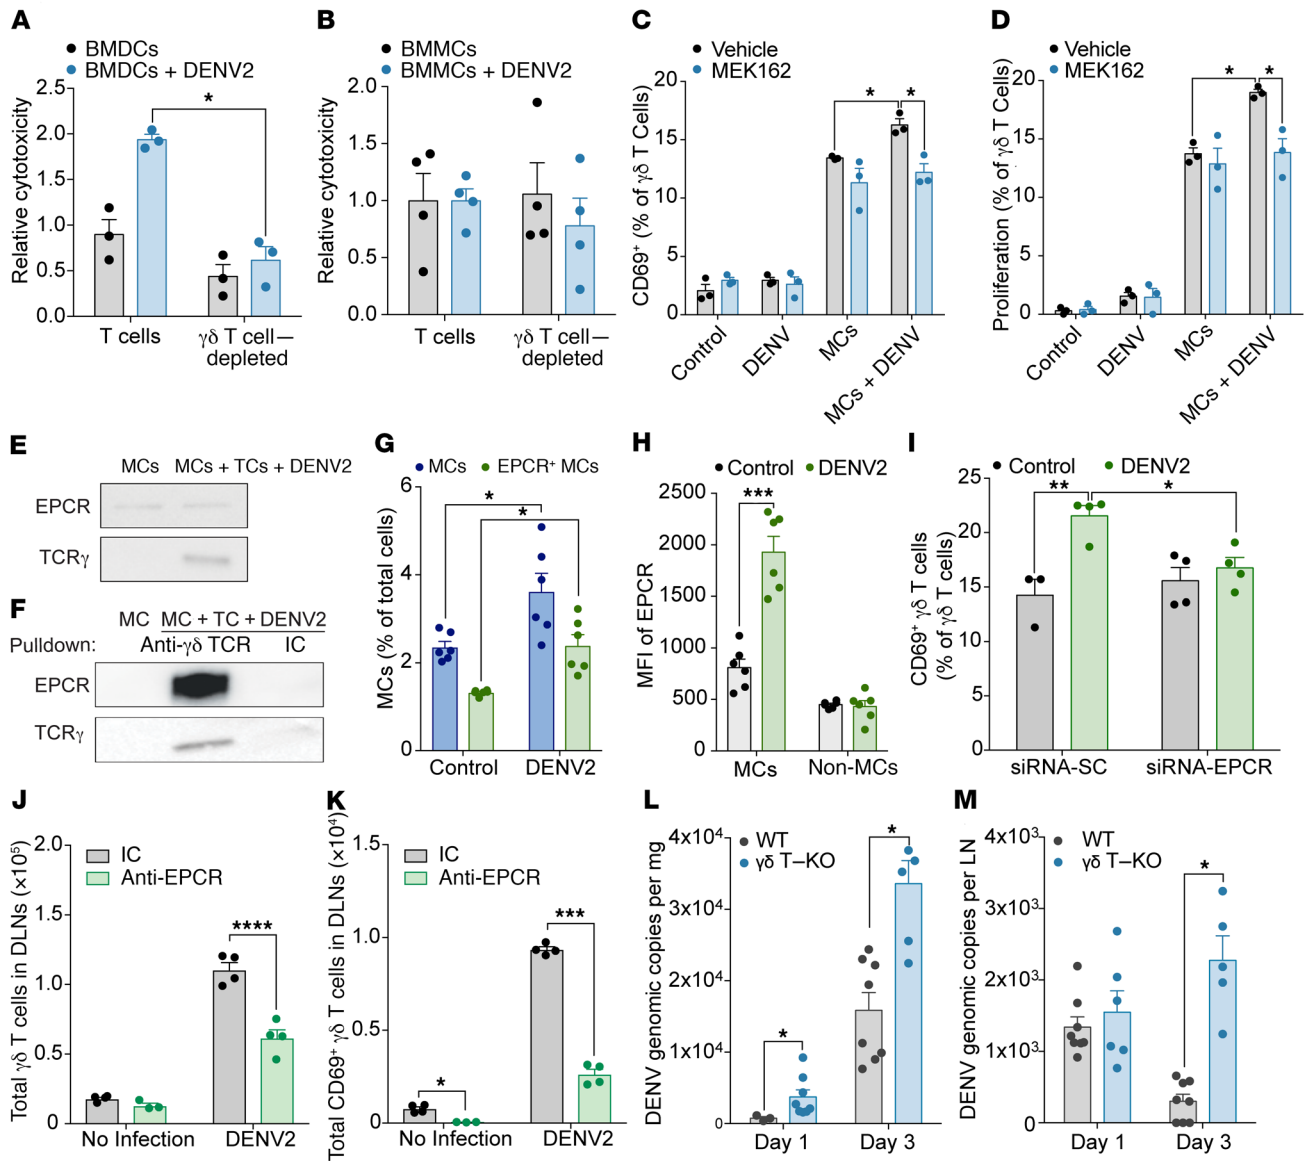 A
BMDCs
BMDCs + DENV2
Relative cytotoxicity
2.5
2.0
1.5
1.0
0.5
0.0
*
T cells
γδ T cell—
depleted
B
BMMCs
BMMCs + DENV2
Relative cytotoxicity
2.0
1.5
1.0
0.5
0.0
T cells
γδ T cell—
depleted
C
Vehicle
MEK162
CD69⁺ (% of γδ T Cells)
20
15
10
5
0
*
*
Control
DENV
MCs
MCs + DENV
D
Vehicle
MEK162
Proliferation (% of γδ T Cells)
20
15
10
5
0
*
*
Control
DENV
MCs
MCs + DENV
E
MCs
MCs + TCs + DENV2
EPCR
TCRγ
F
MC
MC + TC + DENV2
Pulldown:
Anti-γδ TCR
IC
EPCR
TCRγ
G
MCs
EPCR⁺ MCs
MCs (% of total cells)
6
4
2
0
*
*
Control
DENV2
H
Control
DENV2
MFI of EPCR
2500
2000
1500
1000
500
0
***
MCs
Non-MCs
I
Control
DENV2
CD69⁺ γδ T cells
(% of γδ T cells)
25
20
15
10
5
0
**
*
siRNA-SC
siRNA-EPCR
J
IC
Anti-EPCR
Total γδ T cells in DLNs (×10⁵)
2.0
1.5
1.0
0.5
0
****
No Infection
DENV2
K
IC
Anti-EPCR
Total CD69⁺ γδ T cells in DLNs (×10⁴)
1.5
1.0
0.5
0
*
***
No Infection
DENV2
L
WT
γδ T–KO
DENV genomic copies per mg
4x10⁴
3x10⁴
2x10⁴
1x10⁴
0
*
*
Day 1
Day 3
M
WT
γδ T–KO
DENV genomic copies per LN
4x10³
3x10³
2x10³
1x10³
0
*
Day 1
Day 3